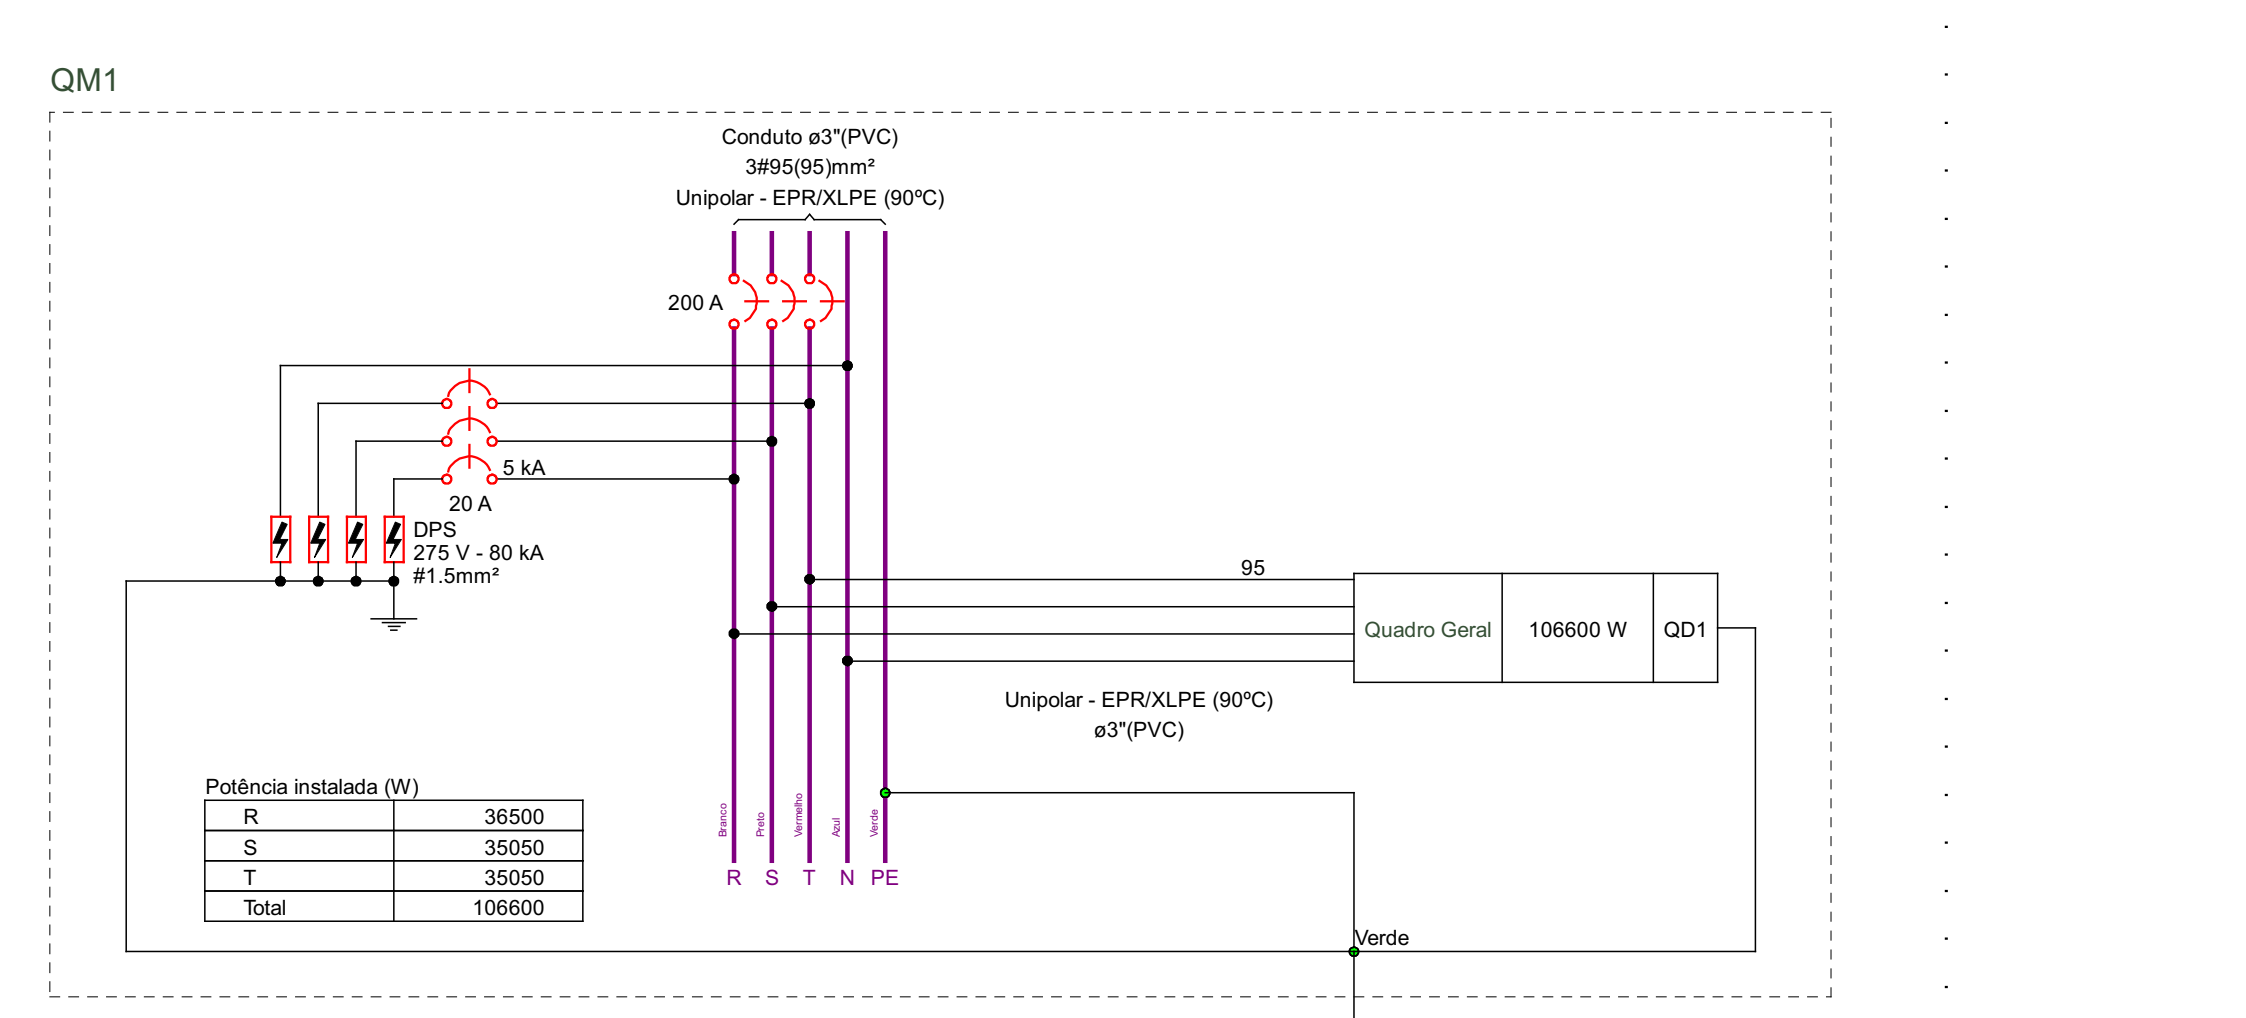 QM1
Conduto ø3"(PVC)
3#95(95)mm²
Unipolar - EPR/XLPE (90ºC)
200 A
5 kA
20 A
DPS
275 V - 80 kA
#1.5mm²
95
Quadro Geral 106600 W QD1
Unipolar - EPR/XLPE (90ºC)
ø3"(PVC)
Potência instalada (W)
R 36500
S 35050
T 35050
Total 106600
Branco
Preto
Vermelho
Azul
Verde
R S T N PE
Verde